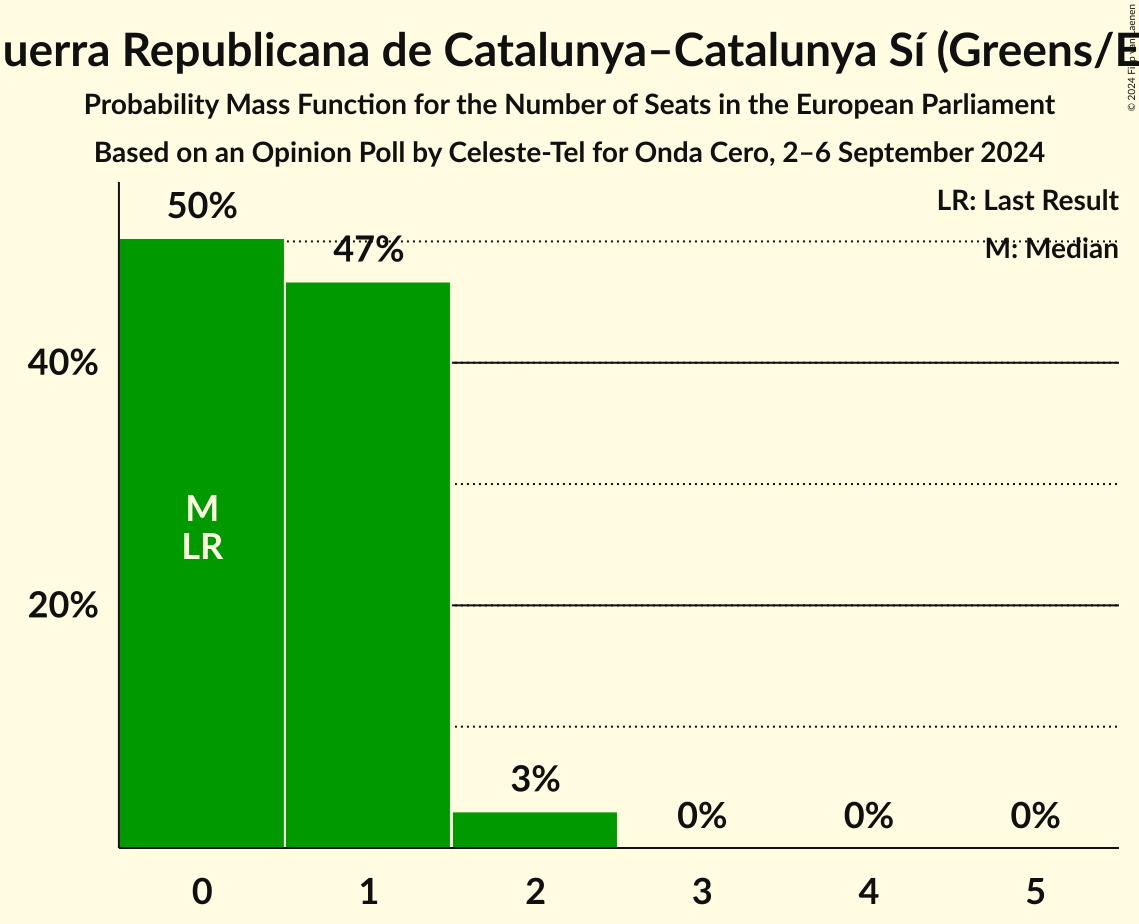 uerra Republicana de Catalunya–Catalunya Sí (Greens/E
Probability Mass Function for the Number of Seats in the European Parliament
Based on an Opinion Poll by Celeste-Tel for Onda Cero, 2–6 September 2024
© 2024
LR: Last Result
M: Median
50%
47%
40%
M
LR
20%
3%
0%
0%
0%
0
1
2
3
4
5